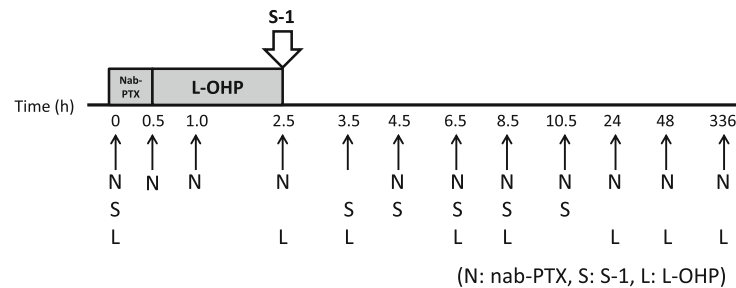 S-1
Nab-
PTX
L-OHP
Time (h)
0 0.5 1.0 2.5 3.5 4.5 6.5 8.5 10.5 24 48 336
N N N N N N N N N N N
S S S S S S
L L L L L L L L
(N: nab-PTX, S: S-1, L: L-OHP)